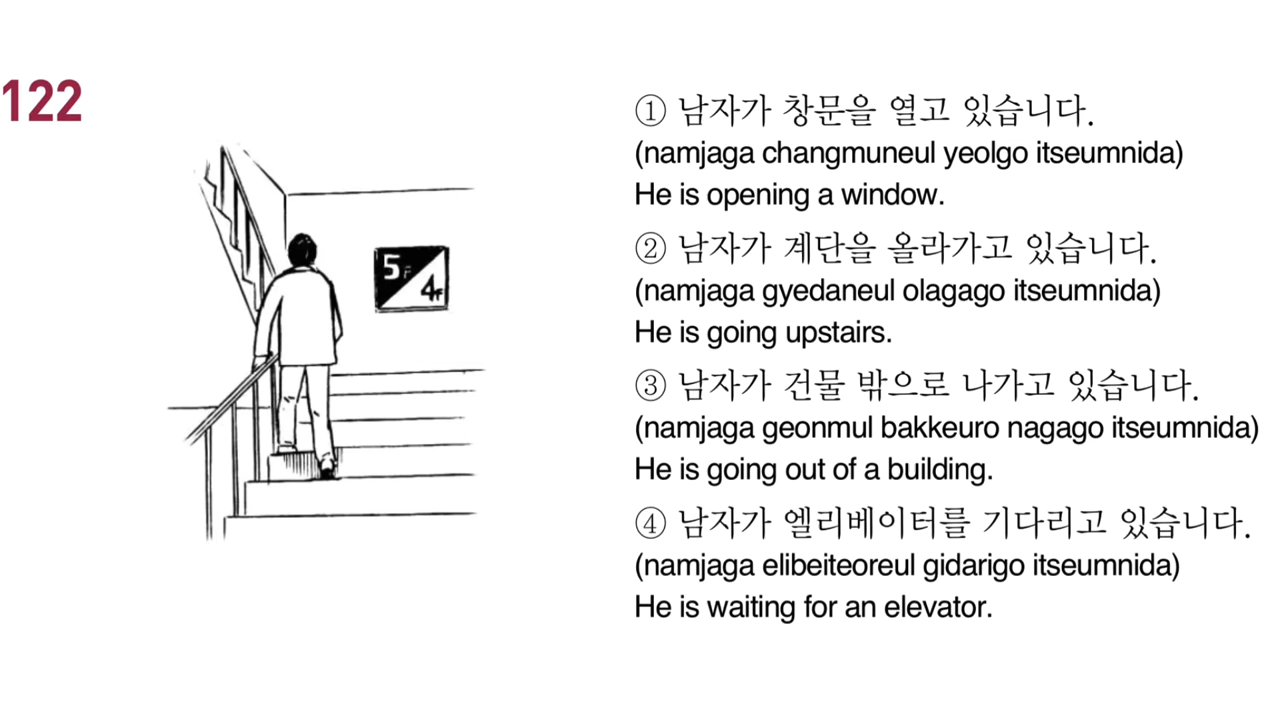 122
5F
4F
① 남자가 창문을 열고 있습니다.
(namjaga changmuneul yeolgo itseumnida)
He is opening a window.
② 남자가 계단을 올라가고 있습니다.
(namjaga gyedaneul olagago itseumnida)
He is going upstairs.
③ 남자가 건물 밖으로 나가고 있습니다.
(namjaga geonmul bakkeuro nagago itseumnida)
He is going out of a building.
④ 남자가 엘리베이터를 기다리고 있습니다.
(namjaga elibeiteoreul gidarigo itseumnida)
He is waiting for an elevator.